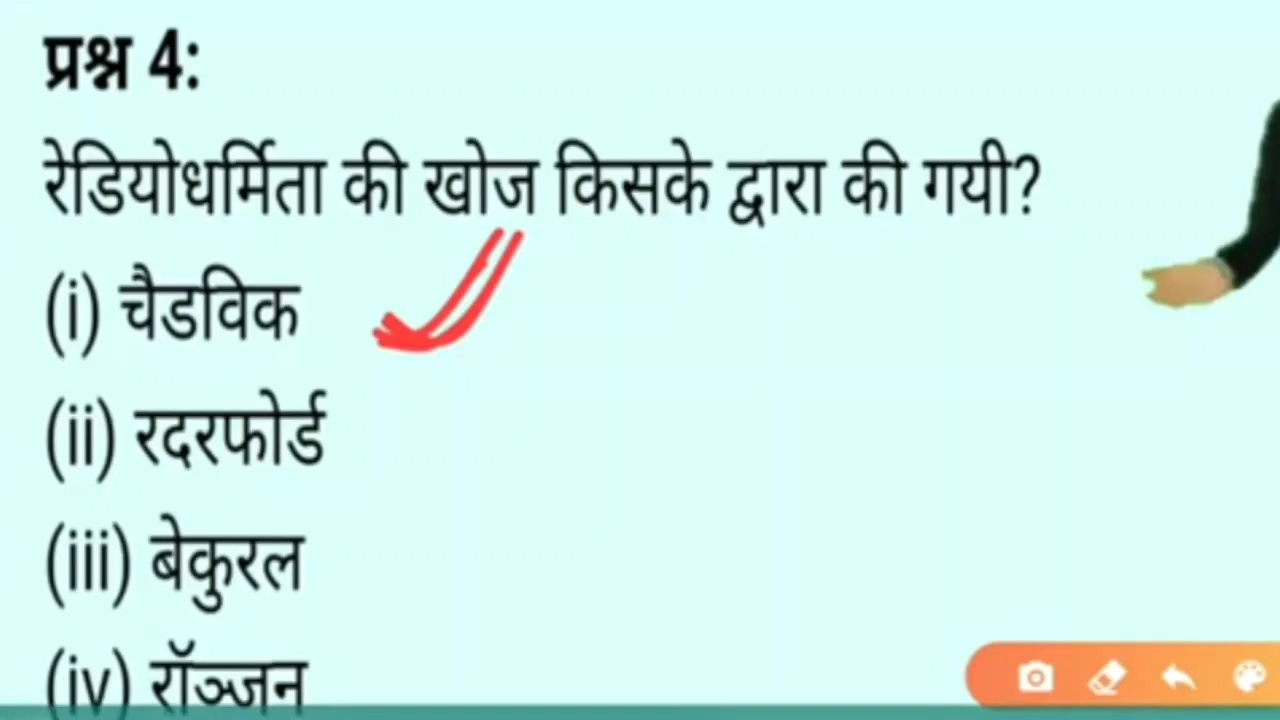 प्रश्न 4:
रेडियोधर्मिता की खोज किसके द्वारा की गयी?
(i) चैडविक
(ii) रदरफोर्ड
(iii) बेकुरल
(iv) रॉञ्जन